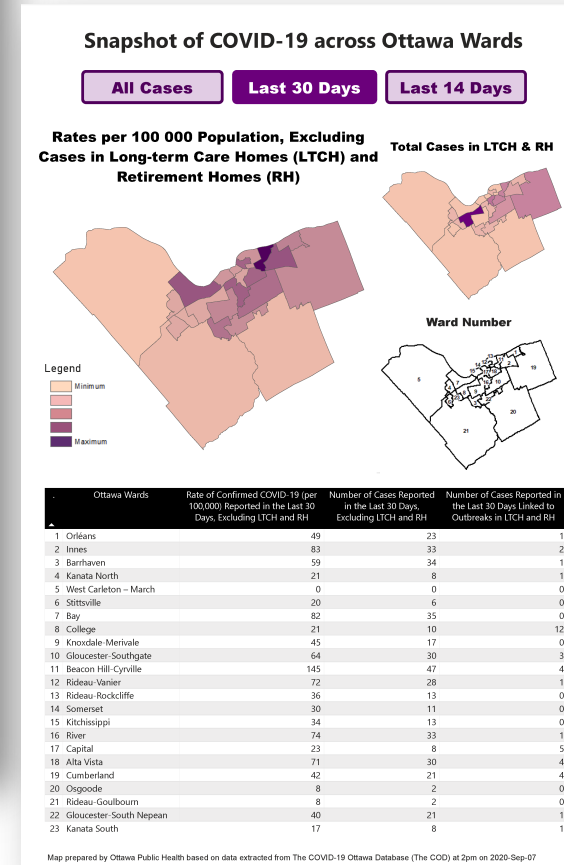 Snapshot of COVID-19 across Ottawa Wards
All Cases Last 30 Days Last 14 Days
Rates per 100 000 Population, Excluding
Cases in Long-term Care Homes (LTCH) and
Retirement Homes (RH)
Total Cases in LTCH & RH
Legend
Minimum
Maximum
Ward Number
5
7
19
20
21
10
2
. Ottawa Wards Rate of Confirmed COVID-19 (per 100,000) Reported in the Last 30 Days, Excluding LTCH and RH Number of Cases Reported in the Last 30 Days, Excluding LTCH and RH Number of Cases Reported in the Last 30 Days Linked to Outbreaks in LTCH and RH
1 Orléans 49 23 1
2 Innes 83 33 2
3 Barrhaven 59 34 1
4 Kanata North 21 8 1
5 West Carleton – March 0 0 0
6 Stittsville 20 6 0
7 Bay 82 35 0
8 College 21 10 12
9 Knoxdale-Merivale 45 17 0
10 Gloucester-Southgate 64 30 3
11 Beacon Hill-Cyrville 145 47 4
12 Rideau-Vanier 72 28 1
13 Rideau-Rockcliffe 36 13 0
14 Somerset 30 11 0
15 Kitchissippi 34 13 0
16 River 74 33 1
17 Capital 23 8 5
18 Alta Vista 71 30 4
19 Cumberland 42 21 4
20 Osgoode 8 2 0
21 Rideau-Goulbourn 8 2 0
22 Gloucester-South Nepean 40 21 1
23 Kanata South 17 8 1
Map prepared by Ottawa Public Health based on data extracted from The COVID-19 Ottawa Database (The COD) at 2pm on 2020-Sep-07